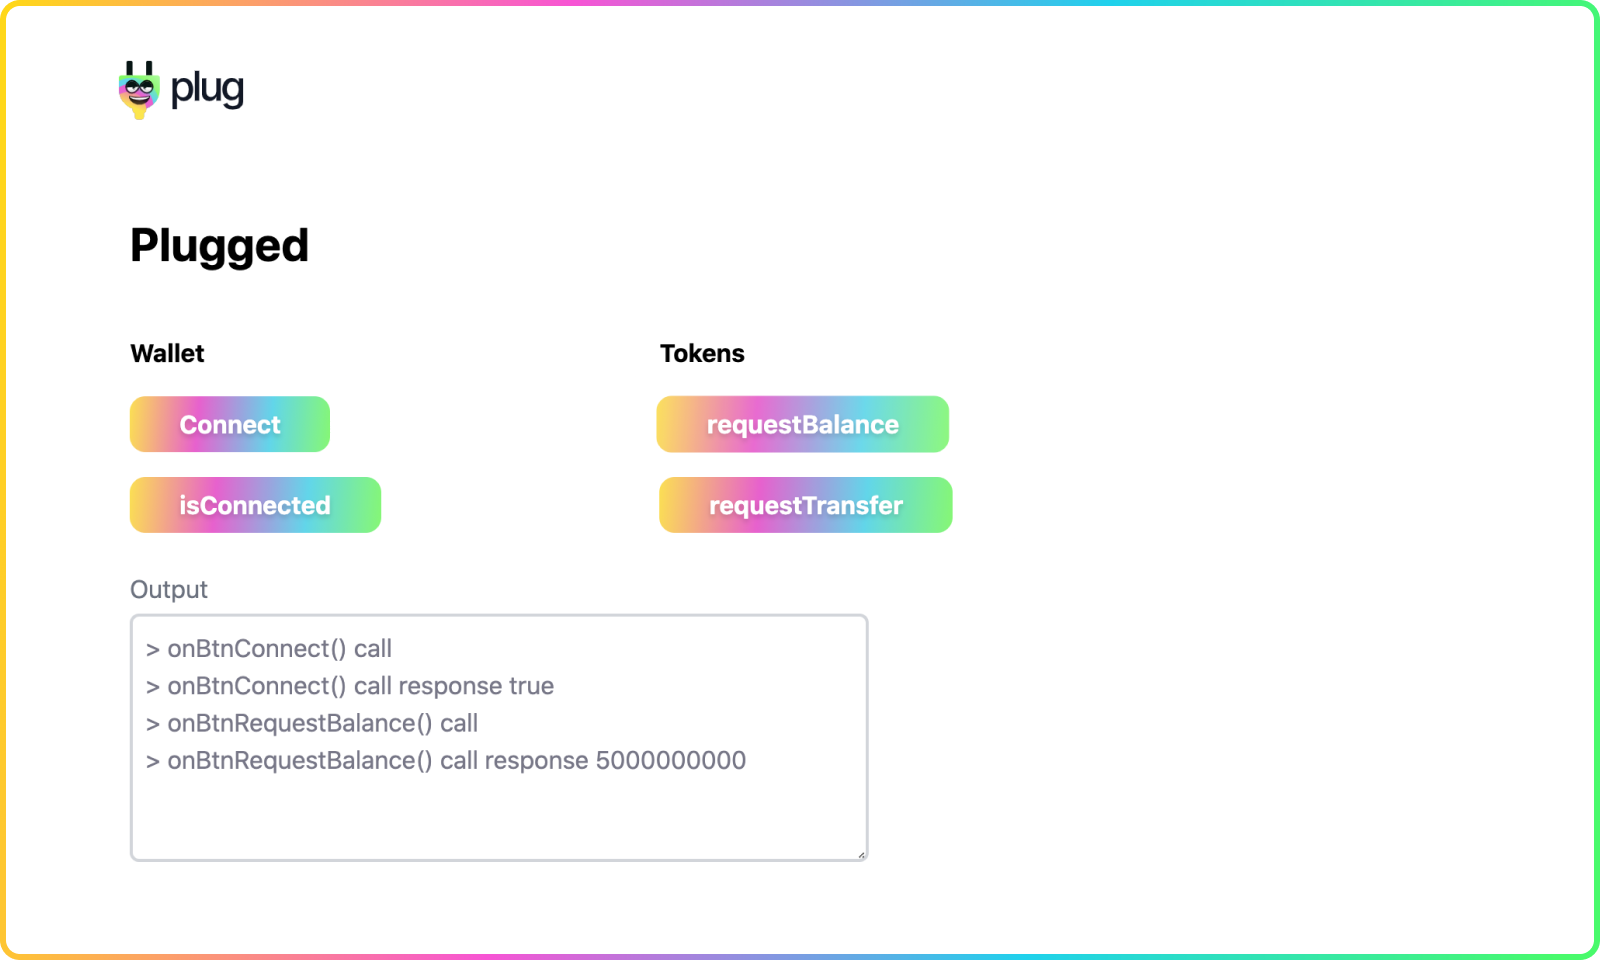 plug
Plugged
Wallet
Tokens
Connect
requestBalance
isConnected
requestTransfer
Output
> onBtnConnect() call
> onBtnConnect() call response true
> onBtnRequestBalance() call
> onBtnRequestBalance() call response 5000000000